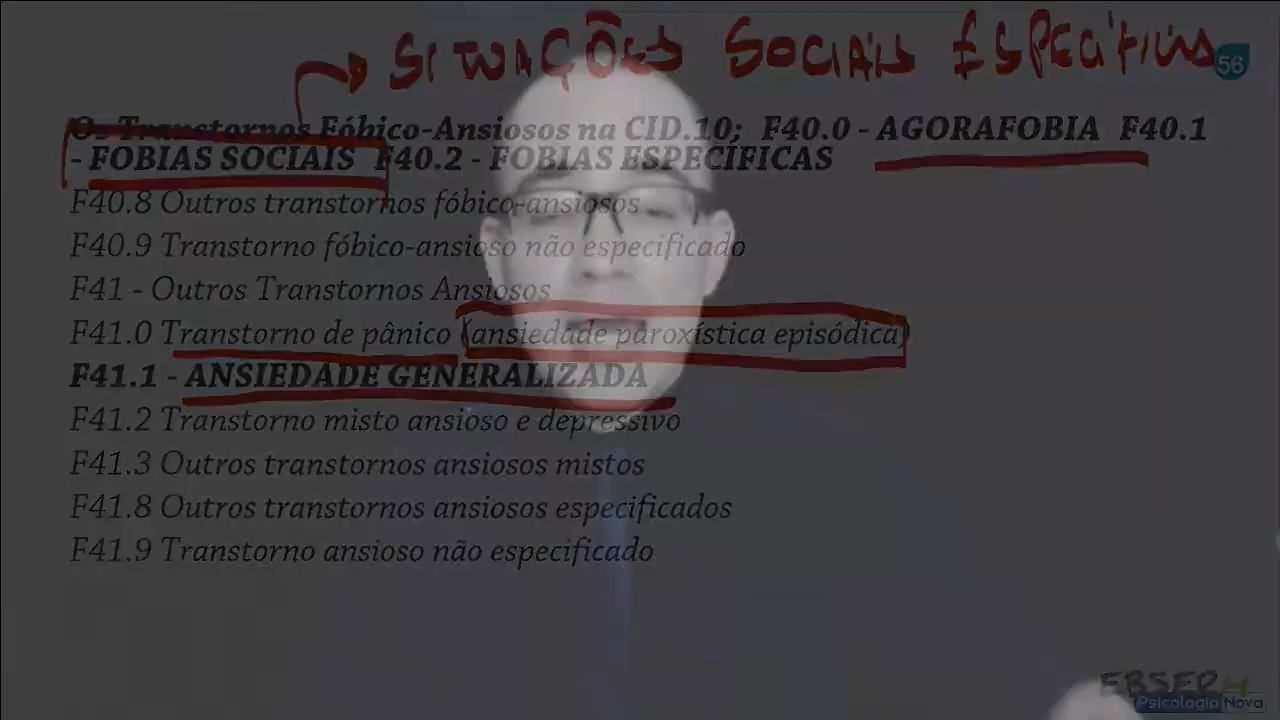 SITUAÇÕES SOCIAIS ESPECÍFICAS
56
Os Transtornos Fóbico-Ansiosos na CID.10; F40.0 - AGORAFOBIA F40.1
- FOBIAS SOCIAIS F40.2 - FOBIAS ESPECÍFICAS
F40.8 Outros transtornos fóbico-ansiosos
F40.9 Transtorno fóbico-ansioso não especificado
F41 - Outros Transtornos Ansiosos
F41.0 Transtorno de pânico (ansiedade paroxística episódica)
F41.1 - ANSIEDADE GENERALIZADA
F41.2 Transtorno misto ansioso e depressivo
F41.3 Outros transtornos ansiosos mistos
F41.8 Outros transtornos ansiosos especificados
F41.9 Transtorno ansioso não especificado
EBSERH
Psicologia Nova